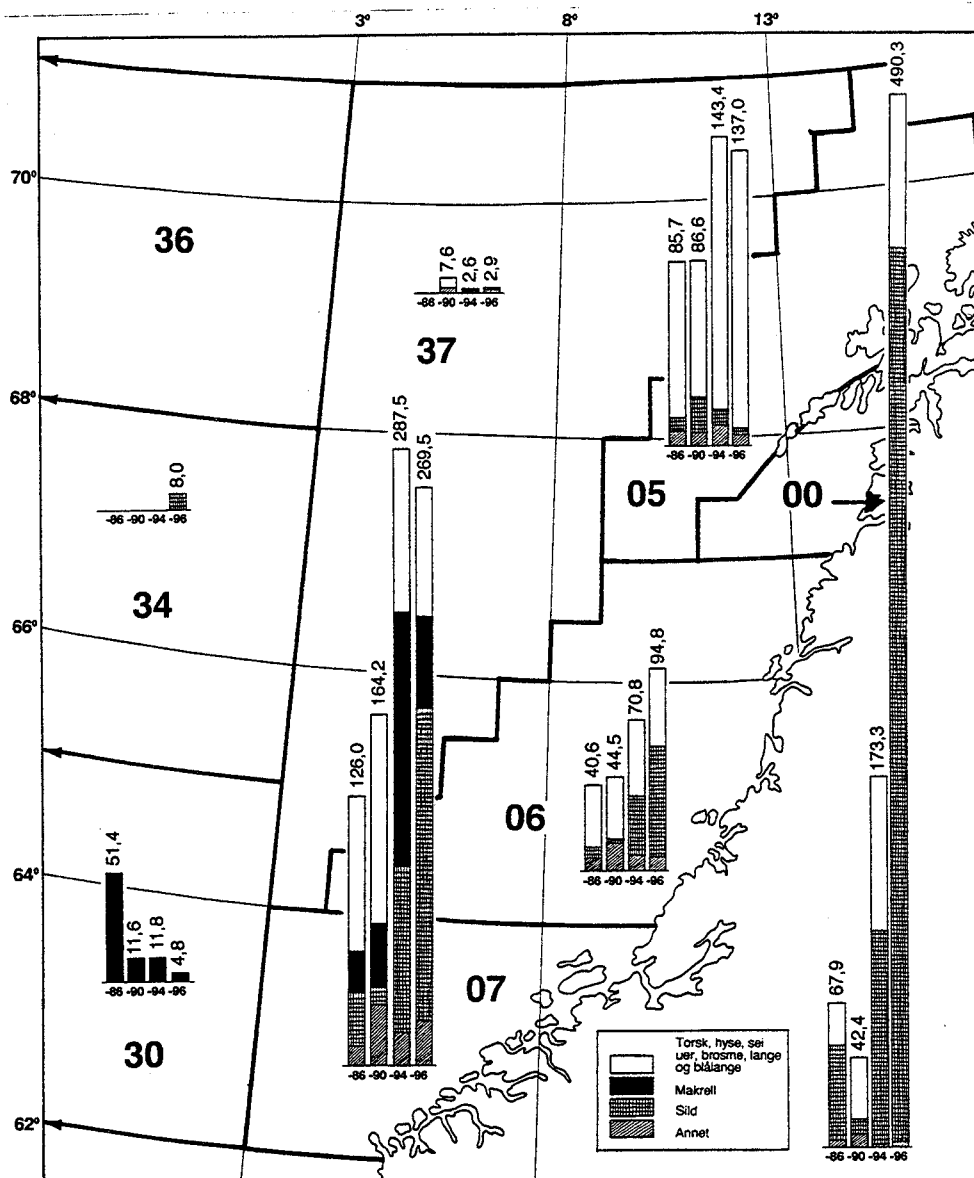 3° 8° 13°
490,3
143,4
137,0
70°
85,7
86,6
36
7,6
2,6
2,9
-86 -90 -94 -96
37
68°
287,5
269,5
-86 -90 -94 -96
8,0
-86 -90 -94 -96
05
00
34
66°
164,2
94,8
70,8
126,0
40,6
44,5
173,3
06
-86 -90 -94 -96
64°
51,4
11,6
11,8
4,8
-86 -90 -94 -96
07
67,9
42,4
30
Torsk, hyse, sei
uer, brosme, lange
og blålange
Makrell
Sild
Annet
-86 -90 -94 -96
62°
-86 -90 -94 -96